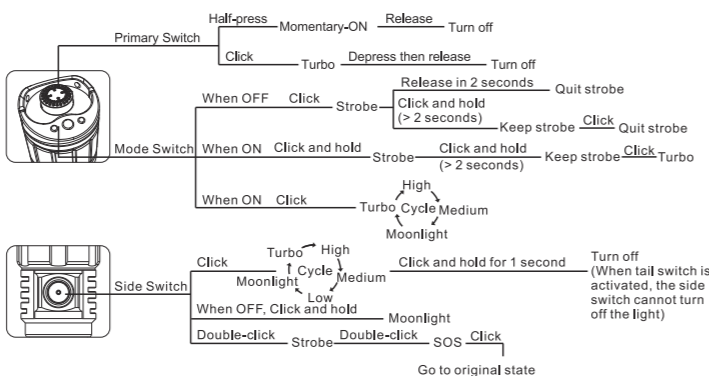 Half-press Momentary-ON Release Turn off
Primary Switch
Click Turbo Depress then release Turn off
Release in 2 seconds Quit strobe
When OFF Click Strobe Click and hold
(> 2 seconds) Keep strobe Click Quit strobe
Mode Switch When ON Click and hold Strobe Click and hold
(> 2 seconds) Keep strobe Click Turbo
When ON Click
High
Turbo Cycle Medium
Moonlight
Side Switch
Click
Turbo High
Cycle Medium
Moonlight
Low
Click and hold for 1 second
Turn off
(When tail switch is
activated, the side
switch cannot turn
off the light)
When OFF, Click and hold Moonlight
Double-click Strobe Double-click SOS Click
Go to original state